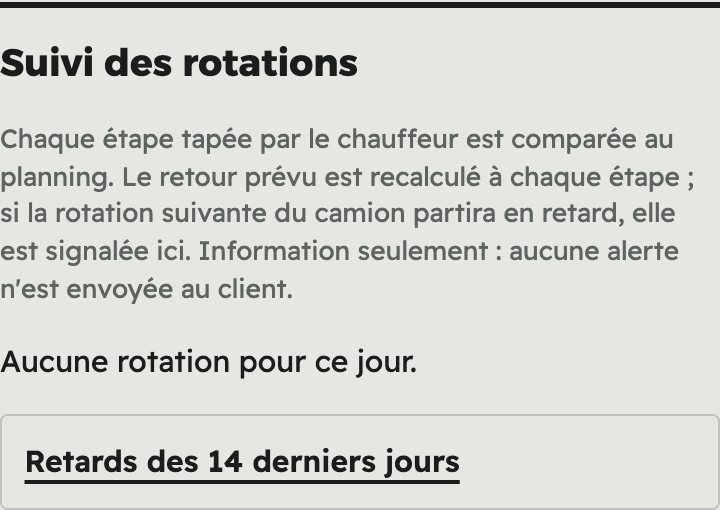 Suivi des rotations
Chaque étape tapée par le chauffeur est comparée au
planning. Le retour prévu est recalculé à chaque étape ;
si la rotation suivante du camion partira en retard, elle
est signalée ici. Information seulement : aucune alerte
n'est envoyée au client.
Aucune rotation pour ce jour.
Retards des 14 derniers jours